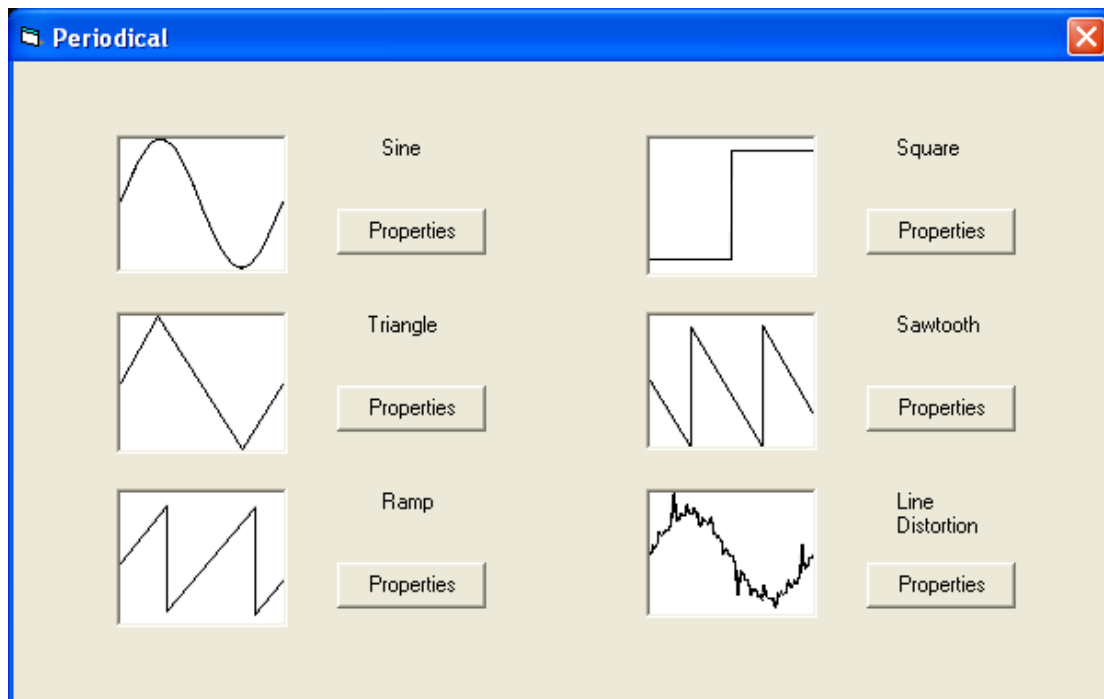 Periodical
Sine
Square
Properties
Properties
Triangle
Sawtooth
Properties
Properties
Ramp
Line
Distortion
Properties
Properties